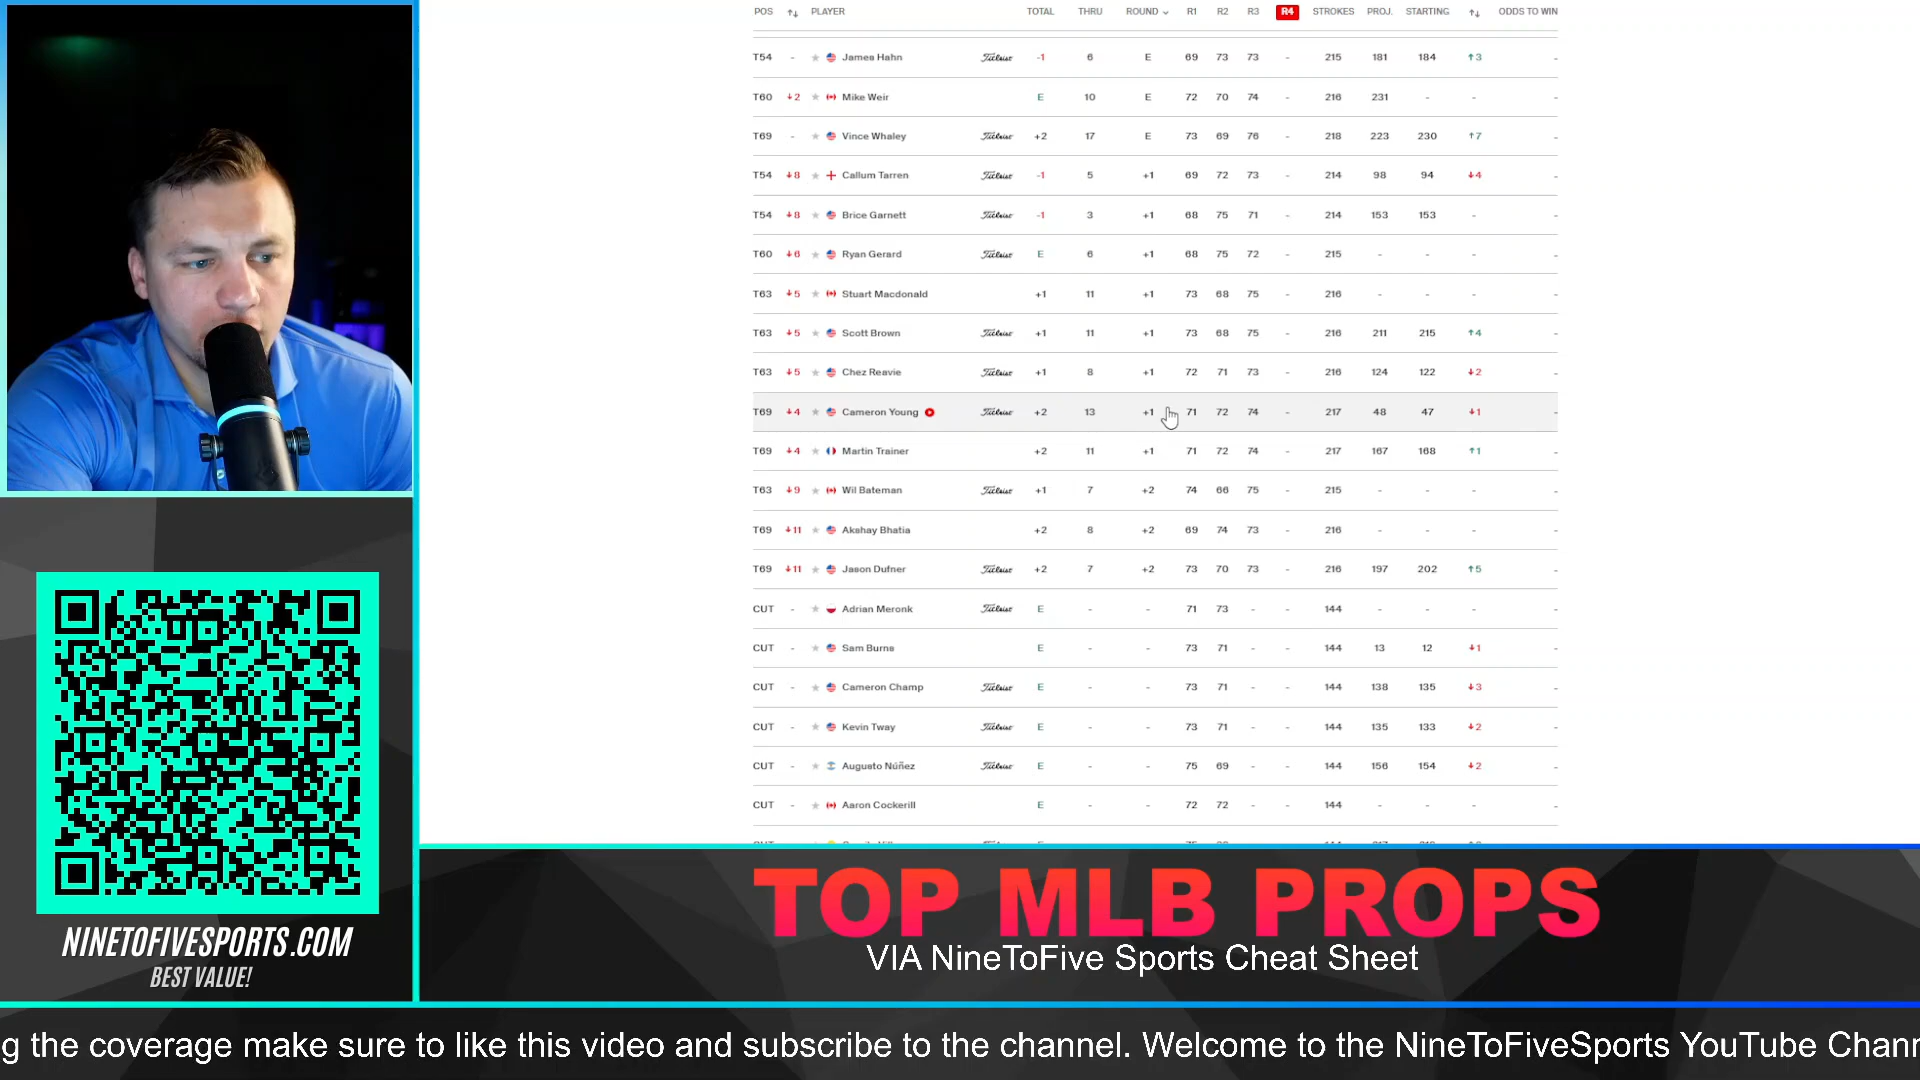 POS PLAYER TOTAL THRU ROUND R1 R2 R3 R4 STROKES PROJ. STARTING ODDS TO WIN
T54 - James Hahn Titleist -1 6 E 69 73 73 - 215 181 184 ↑3 -
T60 ↓2 Mike Weir E 10 E 72 70 74 - 216 231 - - -
T69 - Vince Whaley Titleist +2 17 E 73 69 76 - 218 223 230 ↑7 -
T54 ↓8 Callum Tarren Titleist -1 5 +1 69 72 73 - 214 98 94 ↓4 -
T54 ↓8 Brice Garnett Titleist -1 3 +1 68 75 71 - 214 153 153 - -
T60 ↓6 Ryan Gerard Titleist E 6 +1 68 75 72 - 215 - - - -
T63 ↓5 Stuart Macdonald +1 11 +1 73 68 75 - 216 - - - -
T63 ↓5 Scott Brown Titleist +1 11 +1 73 68 75 - 216 211 215 ↑4 -
T63 ↓5 Chez Reavie Titleist +1 8 +1 72 71 73 - 216 124 122 ↓2 -
T69 ↓4 Cameron Young Titleist +2 13 +1 71 72 74 - 217 48 47 ↓1 -
T69 ↓4 Martin Trainer +2 11 +1 71 72 74 - 217 167 168 ↑1 -
T63 ↓9 Wil Bateman Titleist +1 7 +2 74 66 75 - 215 - - - -
T69 ↓11 Akshay Bhatia +2 8 +2 69 74 73 - 216 - - - -
T69 ↓11 Jason Dufner Titleist +2 7 +2 73 70 73 - 216 197 202 ↑5 -
CUT - Adrian Meronk Titleist E - - 71 73 - - 144 - - - -
CUT - Sam Burns E - - 73 71 - - 144 13 12 ↓1 -
CUT - Cameron Champ Titleist E - - 73 71 - - 144 138 135 ↓3 -
CUT - Kevin Tway Titleist E - - 73 71 - - 144 135 133 ↓2 -
CUT - Augusto Núñez Titleist E - - 75 69 - - 144 156 154 ↓2 -
CUT - Aaron Cockerill E - - 72 72 - - 144 - - - -
NINETOFIVESPORTS.COM
BEST VALUE!
TOP MLB PROPS
VIA NineToFive Sports Cheat Sheet
g the coverage make sure to like this video and subscribe to the channel. Welcome to the NineToFiveSports YouTube Chann